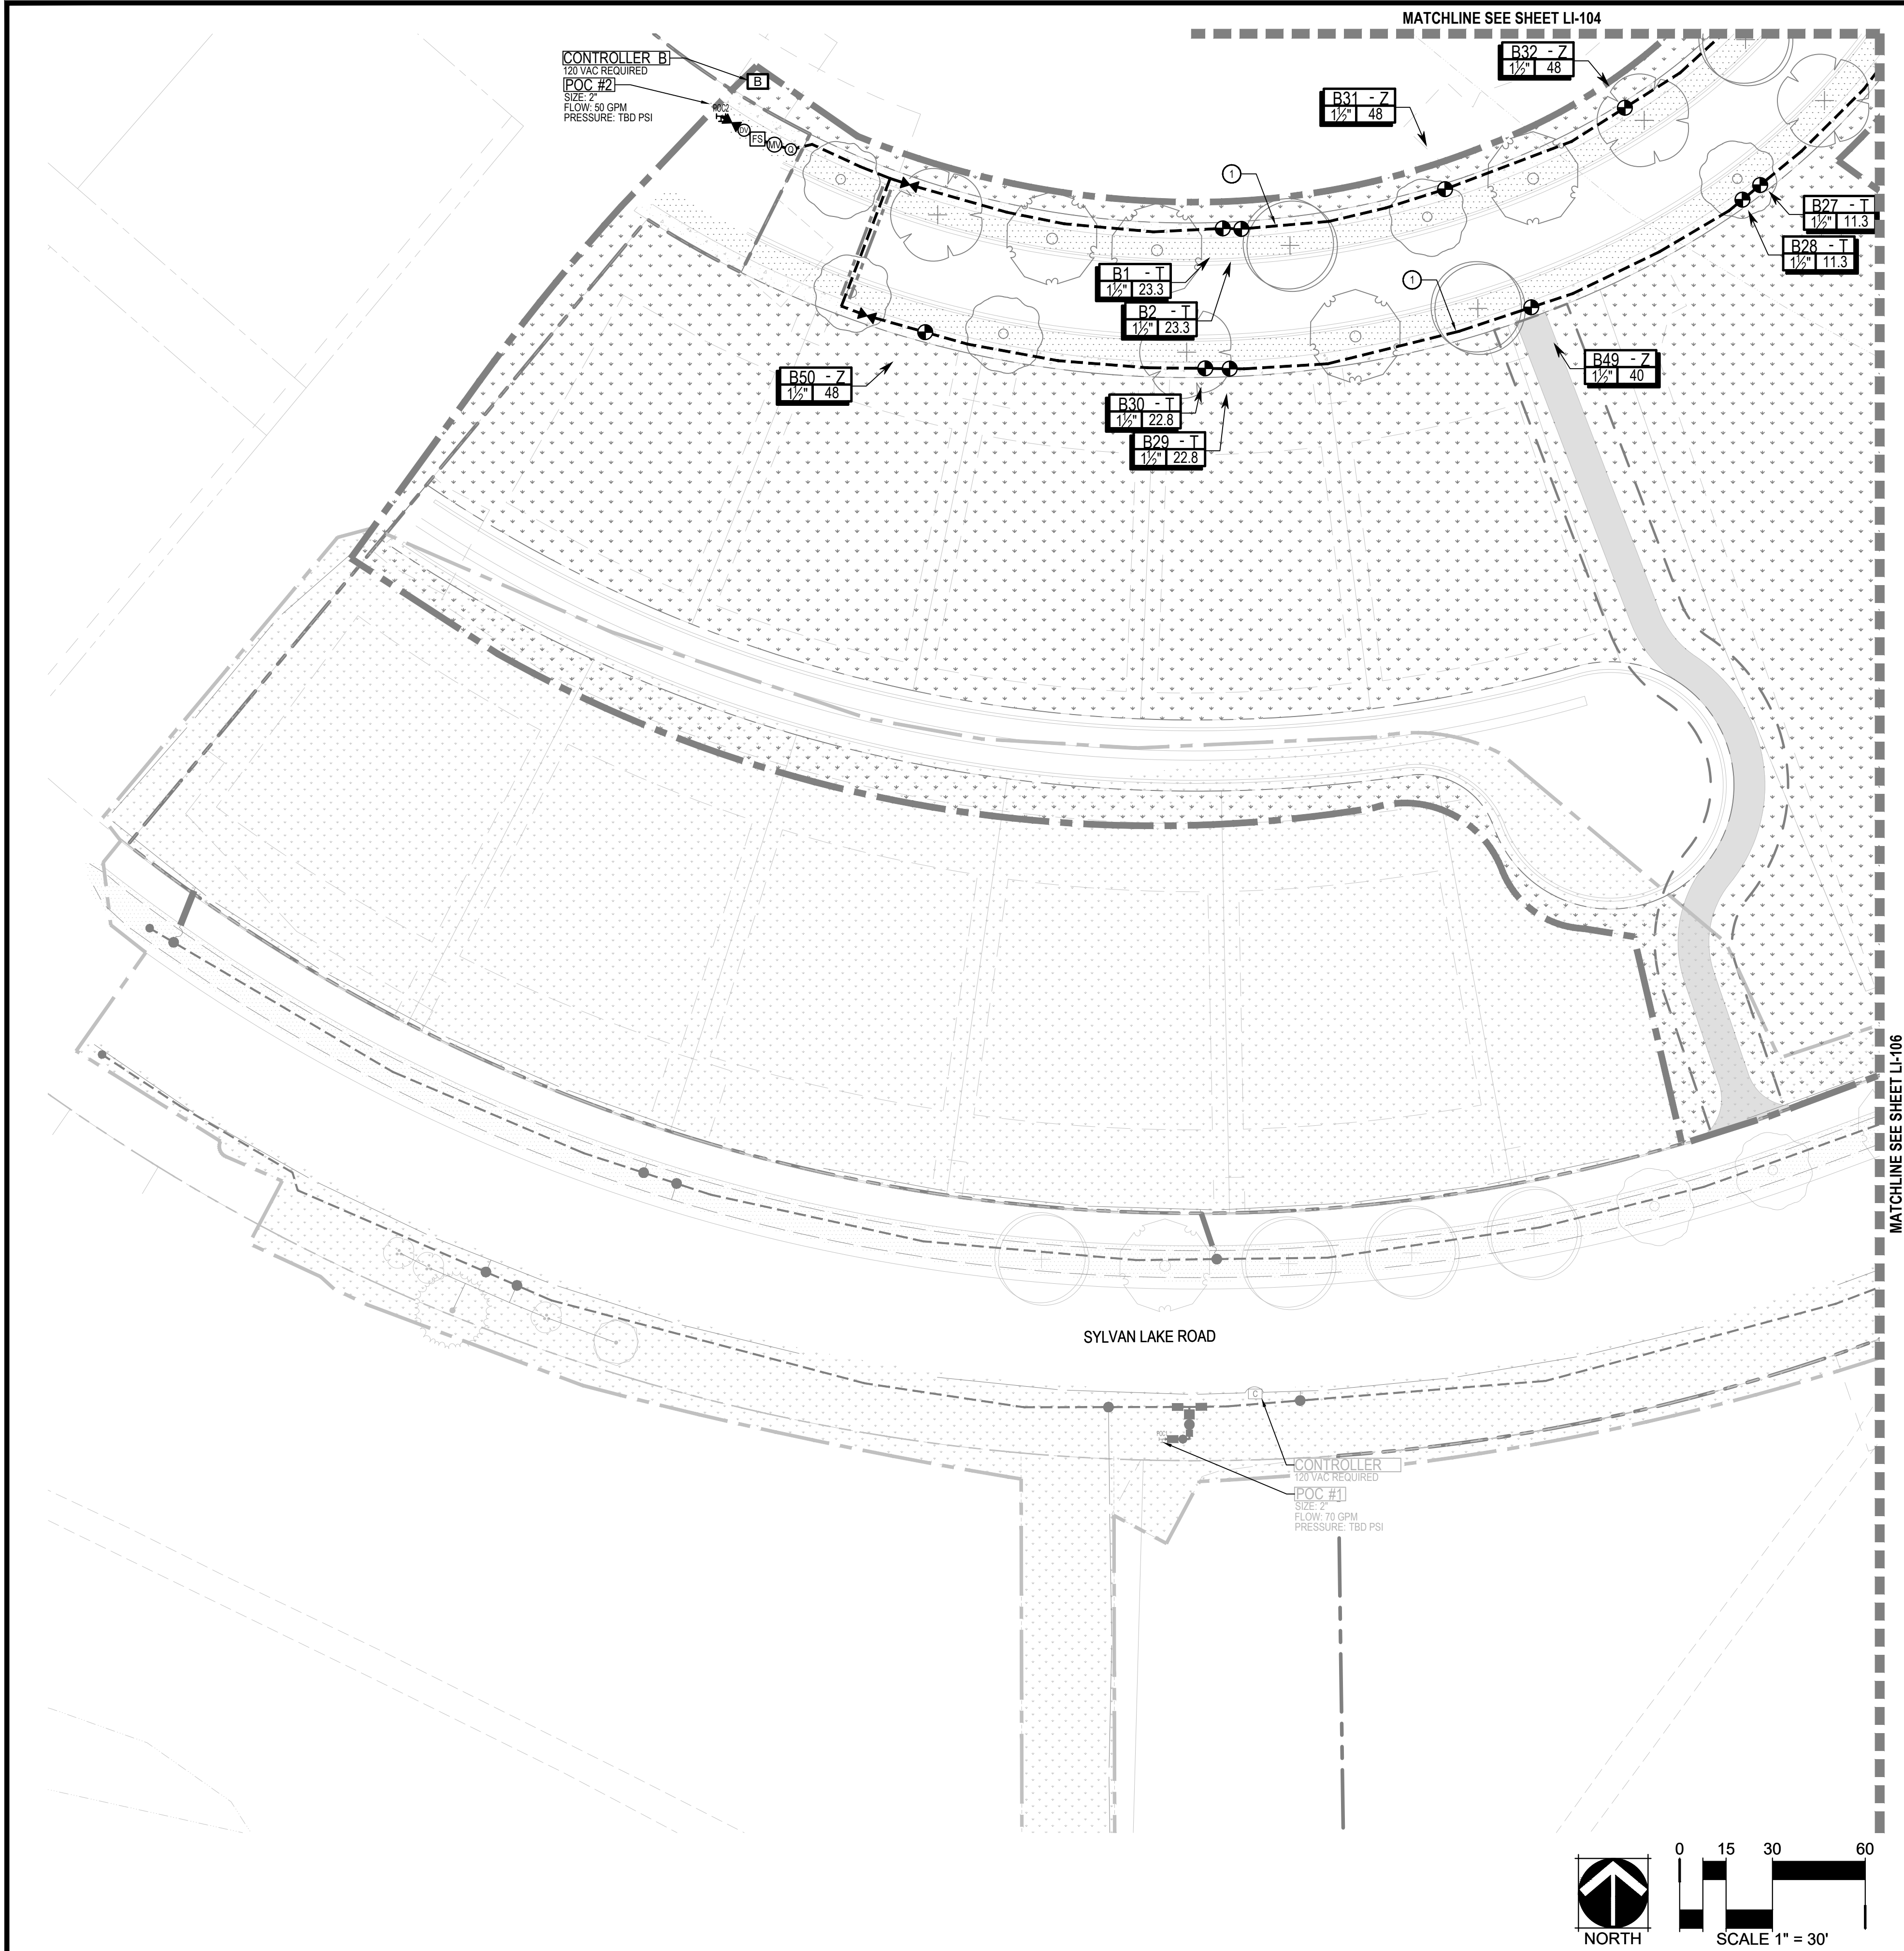 MATCHLINE SEE SHEET LI-104
CONTROLLER B
120 VAC REQUIRED
POC #2
SIZE: 2"
FLOW: 50 GPM
PRESSURE: TBD PSI
B
POC2
DV
FS
MV
Q
B32 - Z
1½" 48
B31 - Z
1½" 48
1
B27 - T
1½" 11.3
B28 - T
1½" 11.3
B1 - T
1½" 23.3
B2 - T
1½" 23.3
1
B49 - Z
1½" 40
B50 - Z
1½" 48
B30 - T
1½" 22.8
B29 - T
1½" 22.8
MATCHLINE SEE SHEET LI-106
SYLVAN LAKE ROAD
C
POC1
CONTROLLER
120 VAC REQUIRED
POC #1
SIZE: 2"
FLOW: 70 GPM
PRESSURE: TBD PSI
0 15 30 60
NORTH
SCALE 1" = 30'